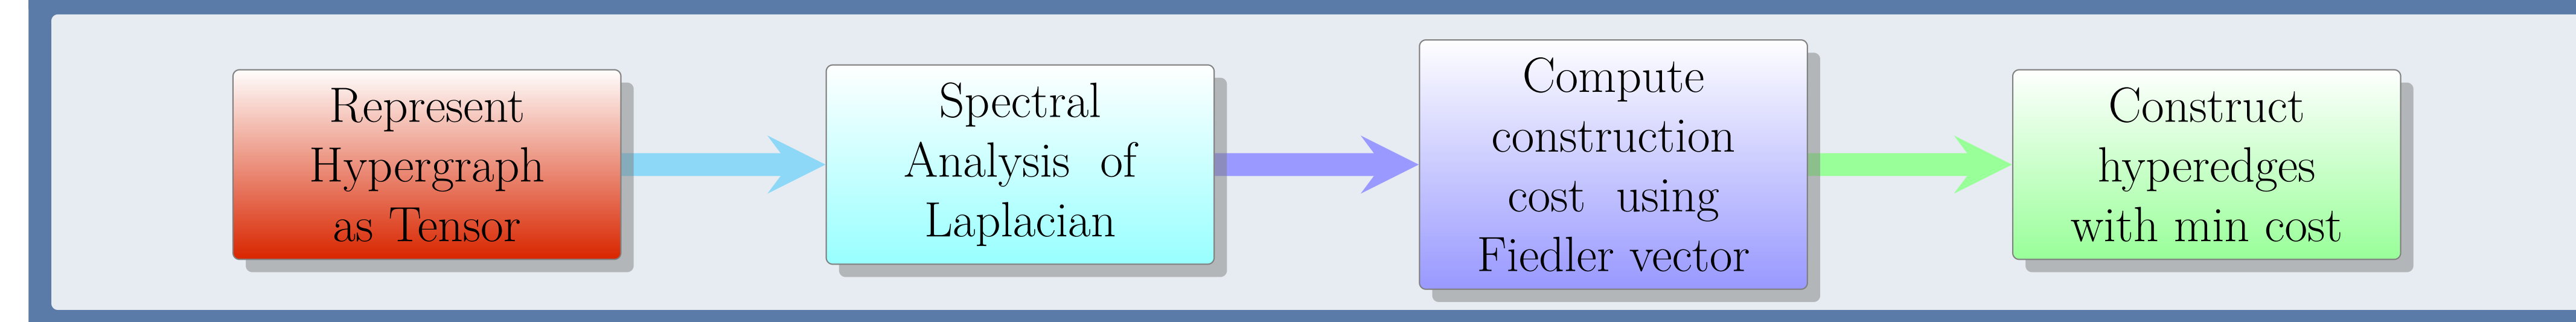 Represent
Hypergraph
as Tensor
Spectral
Analysis of
Laplacian
Compute
construction
cost using
Fiedler vector
Construct
hyperedges
with min cost